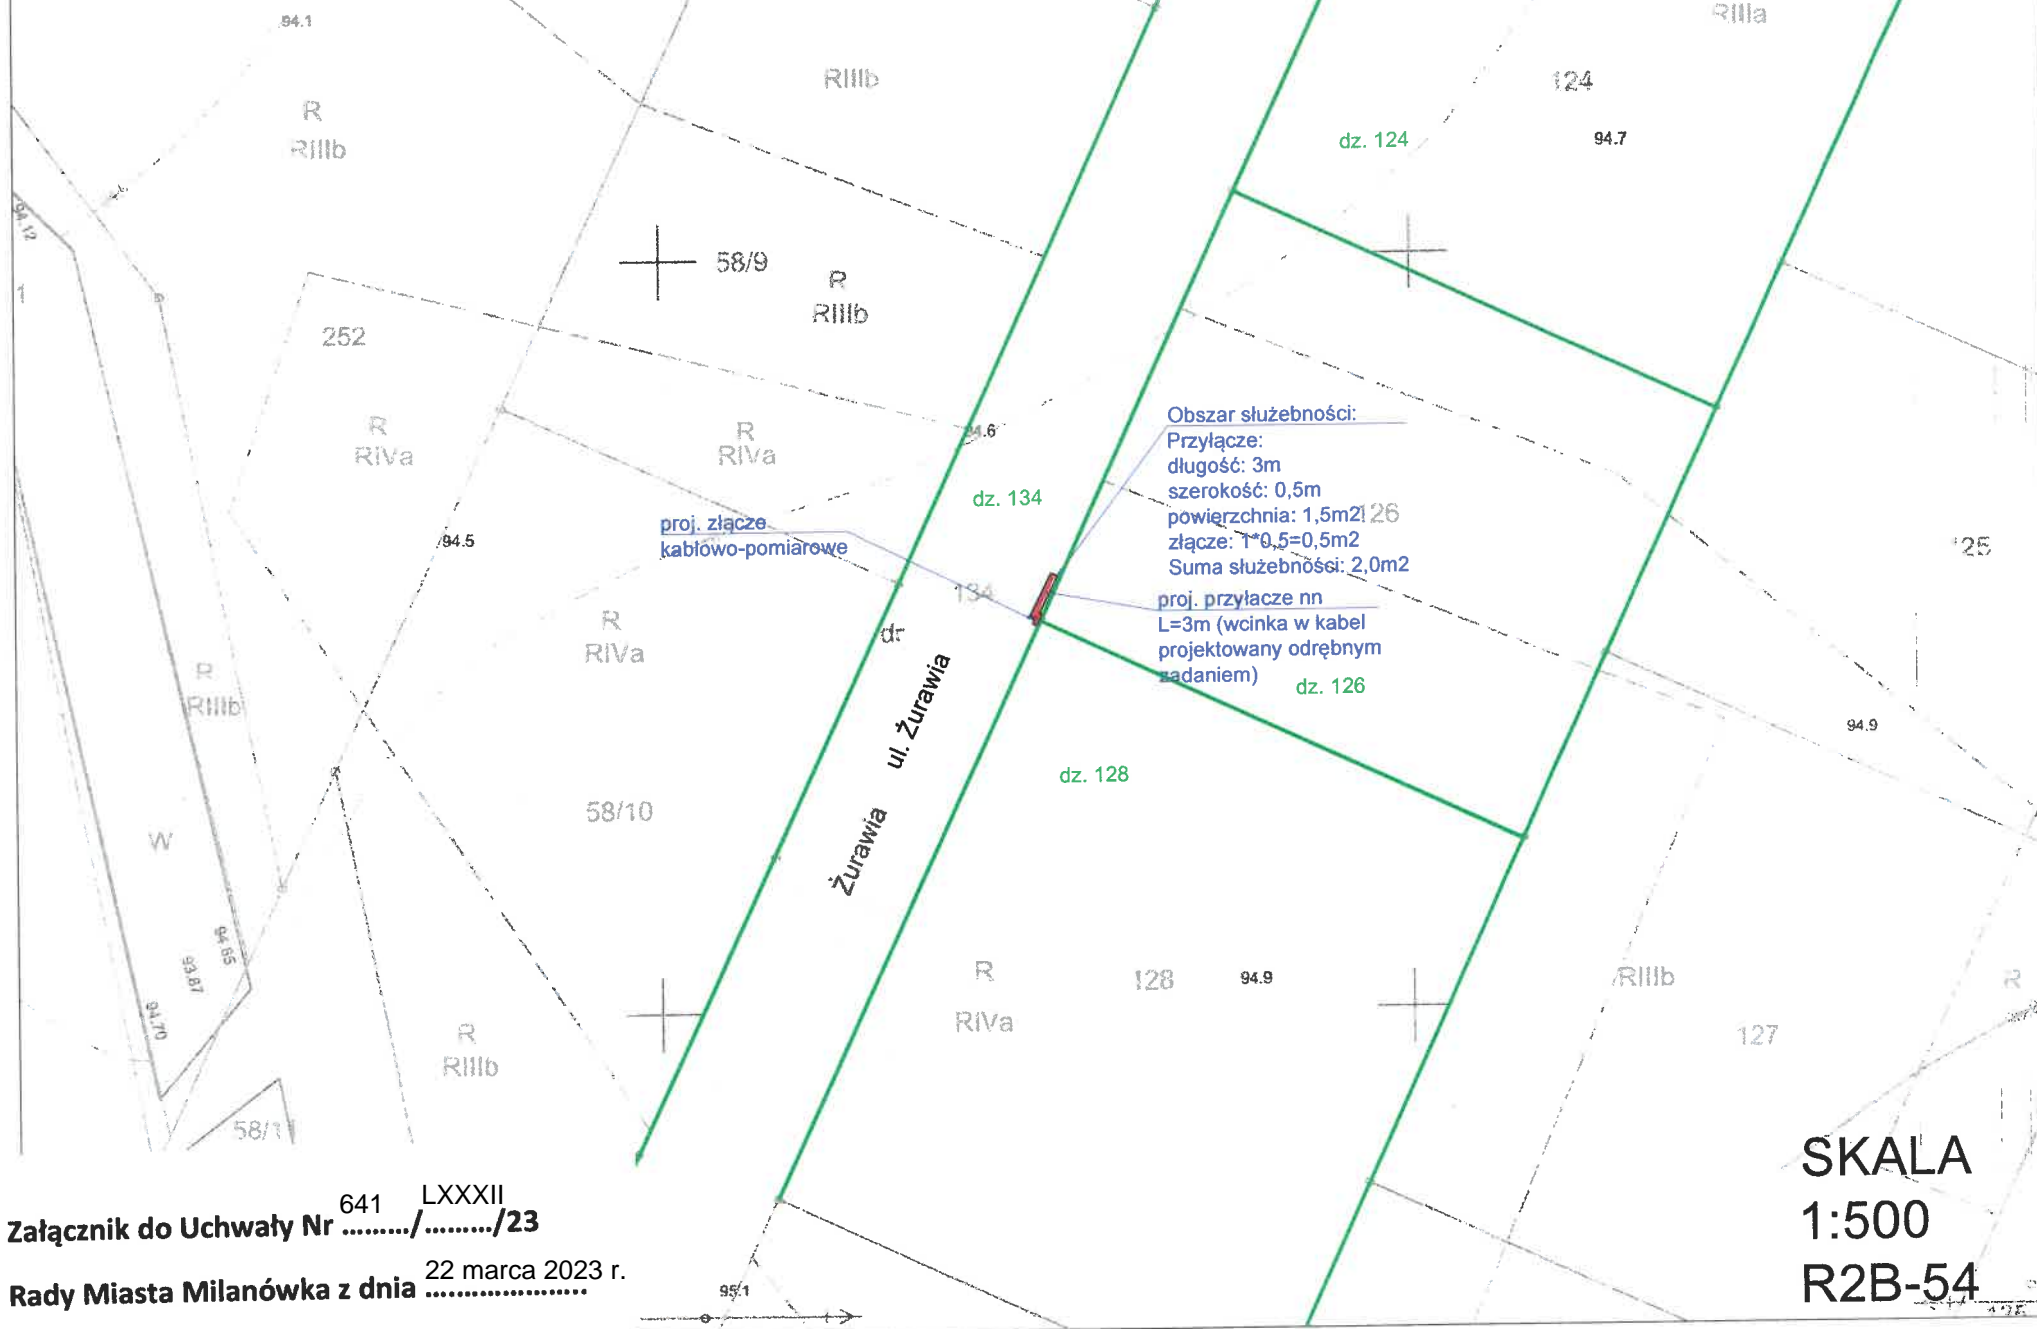 94.1
RIIIa
RIIIb
124
R
RIIIb
dz. 124
94.7
94.12
58/9
R
RIIIb
252
R
RIVa
R
RIVa
94.6
Obszar służebności:
Przyłącze:
długość: 3m
szerokość: 0,5m
powierzchnia: 1,5m2
złącze: 1*0,5=0,5m2
Suma służebności: 2,0m2
126
dz. 134
proj. złącze
kablowo-pomiarowe
94.5
125
134
proj. przyłacze nn
L=3m (wcinka w kabel
projektowany odrębnym
zadaniem)
dz. 126
R
RIVa
dr
R
RIIIb
ul. Żurawia
94.9
dz. 128
58/10
W
Żurawia
94.65
93.87
94.70
R
RIVa
128
94.9
RIIIb
R
127
R
RIIIb
58/11
SKALA
1:500
R2B-54
Załącznik do Uchwały Nr 641/LXXXII/23
Rady Miasta Milanówka z dnia 22 marca 2023 r.
95.1